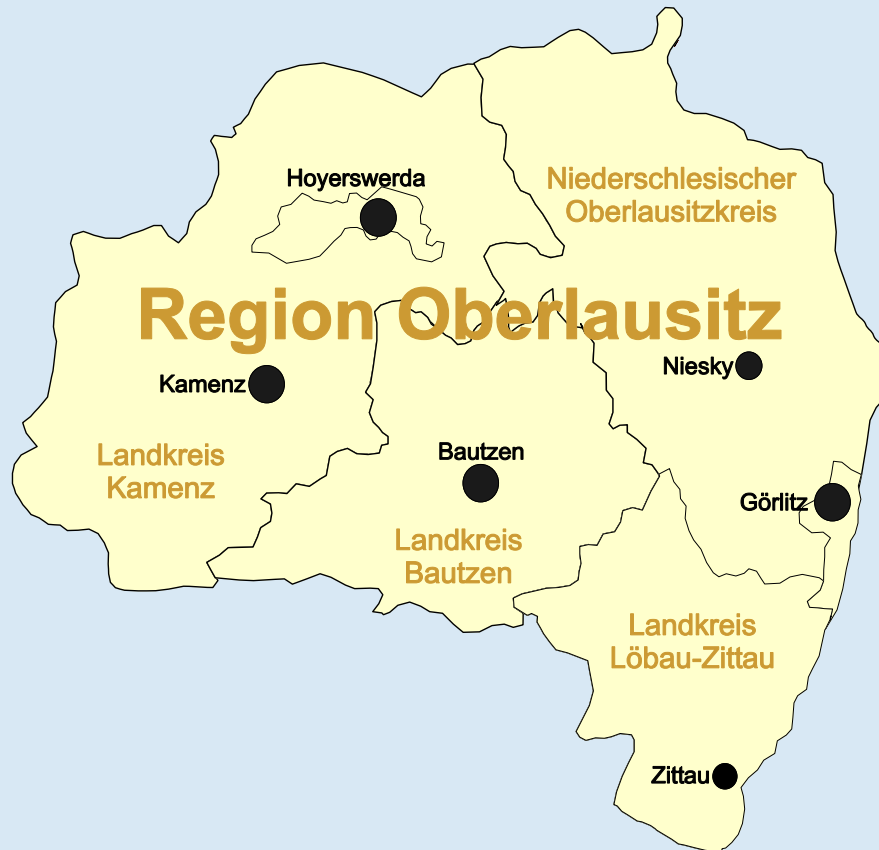 Hoyerswerda
Niederschlesischer
Oberlausitzkreis
Region Oberlausitz
Niesky
Kamenz
Landkreis
Kamenz
Bautzen
Görlitz
Landkreis
Bautzen
Landkreis
Löbau-Zittau
Zittau